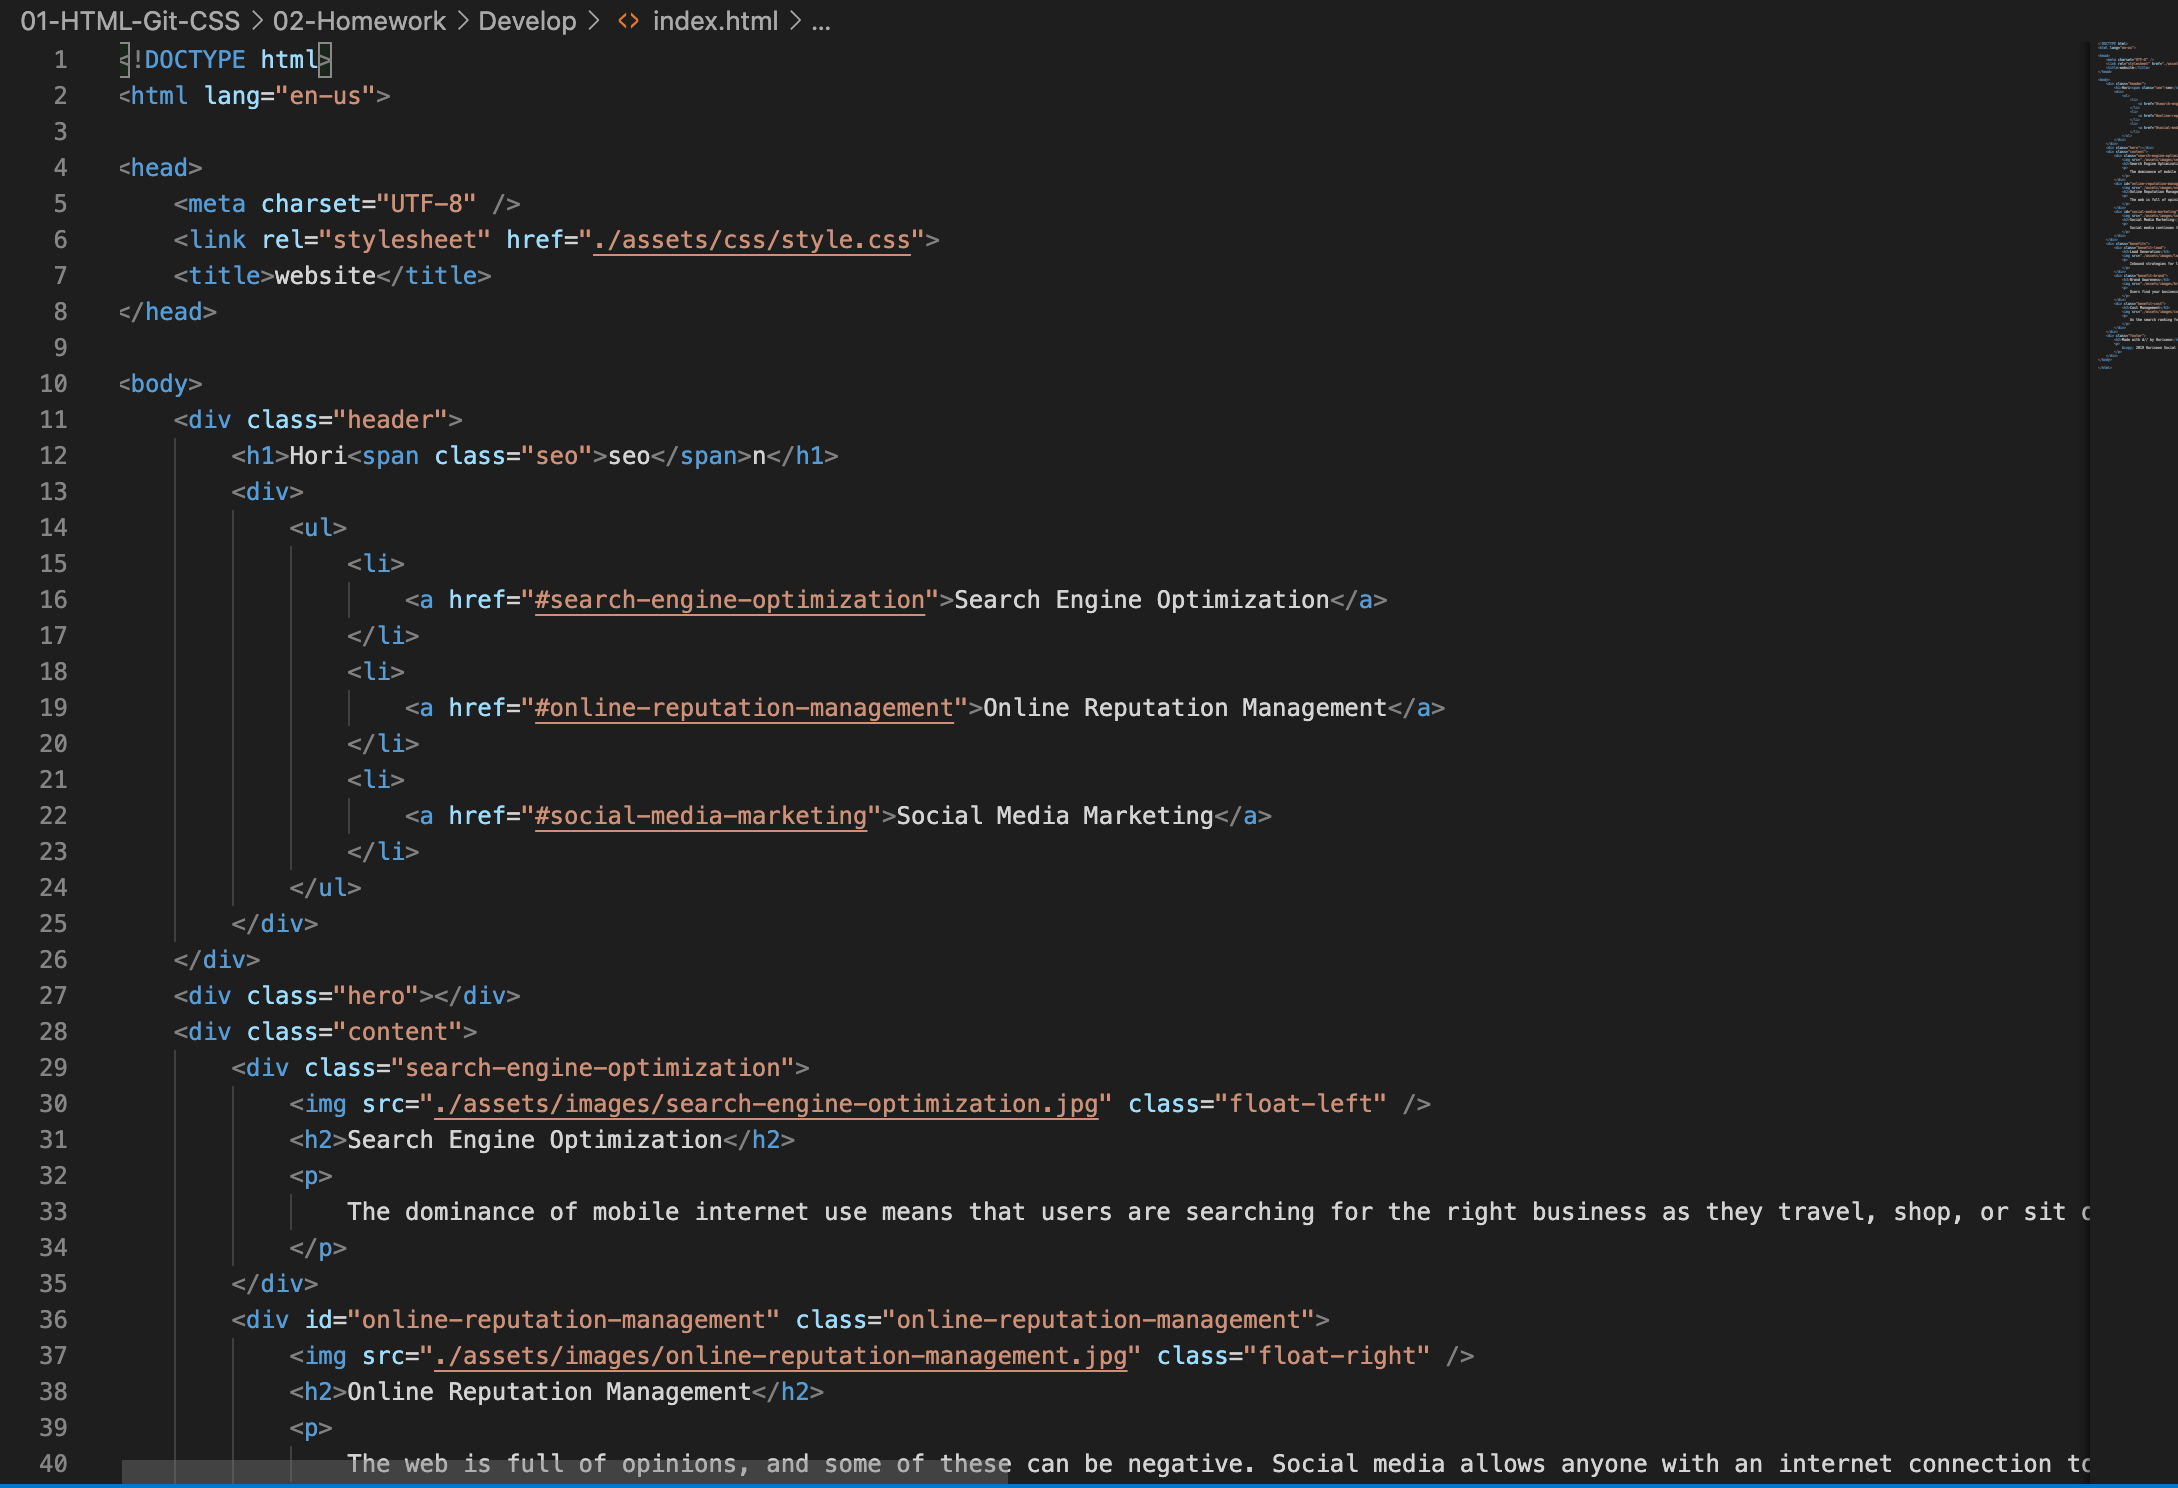 01-HTML-Git-CSS > 02-Homework > Develop > <> index.html > ...
1 <!DOCTYPE html>
2 <html lang="en-us">
3
4 <head>
5     <meta charset="UTF-8" />
6     <link rel="stylesheet" href="./assets/css/style.css">
7     <title>website</title>
8 </head>
9
10 <body>
11     <div class="header">
12         <h1>Hori<span class="seo">seo</span>n</h1>
13         <div>
14             <ul>
15                 <li>
16                     <a href="#search-engine-optimization">Search Engine Optimization</a>
17                 </li>
18                 <li>
19                     <a href="#online-reputation-management">Online Reputation Management</a>
20                 </li>
21                 <li>
22                     <a href="#social-media-marketing">Social Media Marketing</a>
23                 </li>
24             </ul>
25         </div>
26     </div>
27     <div class="hero"></div>
28     <div class="content">
29         <div class="search-engine-optimization">
30             <img src="./assets/images/search-engine-optimization.jpg" class="float-left" />
31             <h2>Search Engine Optimization</h2>
32             <p>
33                 The dominance of mobile internet use means that users are searching for the right business as they travel, shop, or sit
34             </p>
35         </div>
36         <div id="online-reputation-management" class="online-reputation-management">
37             <img src="./assets/images/online-reputation-management.jpg" class="float-right" />
38             <h2>Online Reputation Management</h2>
39             <p>
40                 The web is full of opinions, and some of these can be negative. Social media allows anyone with an internet connection to